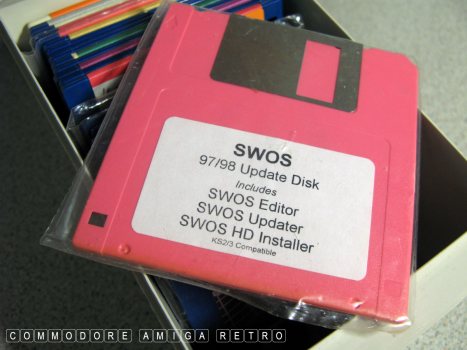 SWOS
97/98 Update Disk
Includes
SWOS Editor
SWOS Updater
SWOS HD Installer
KS2/3 Compatible
COMMODORE AMIGA RETRO